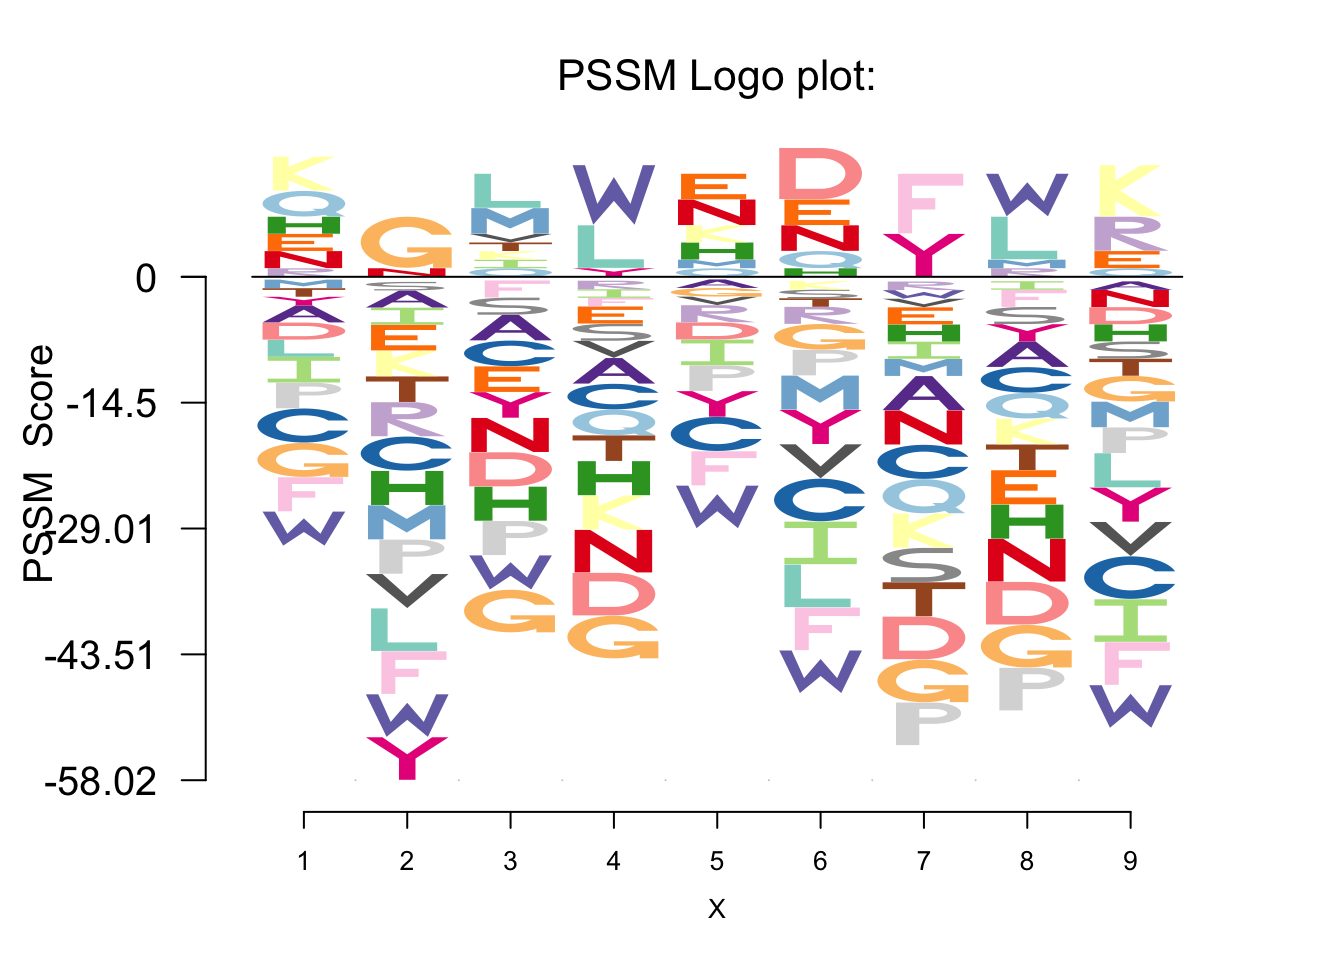 PSSM Logo plot:
PSSM Score
0
-14.5
-29.01
-43.51
-58.02
K G L W E D F W K
Q N M L N E Y L R
H S V Y K N R M E
E A T R H Q W R Q
N I K I M H V I A
R E I F Q K E F N
M K Q E A S H S D
T T F S G T I Y H
Y R S V V R M A S
A C A A R G A C T
D H C C D P N Q G
L M E Q I M C K M
I P Y T P Y Q T P
P V N H Y V K E L
C L D K C C S H Y
G F H N F I T N V
F W P D W L D D C
W Y W G F G G I
G W P P F
W
1 2 3 4 5 6 7 8 9
X